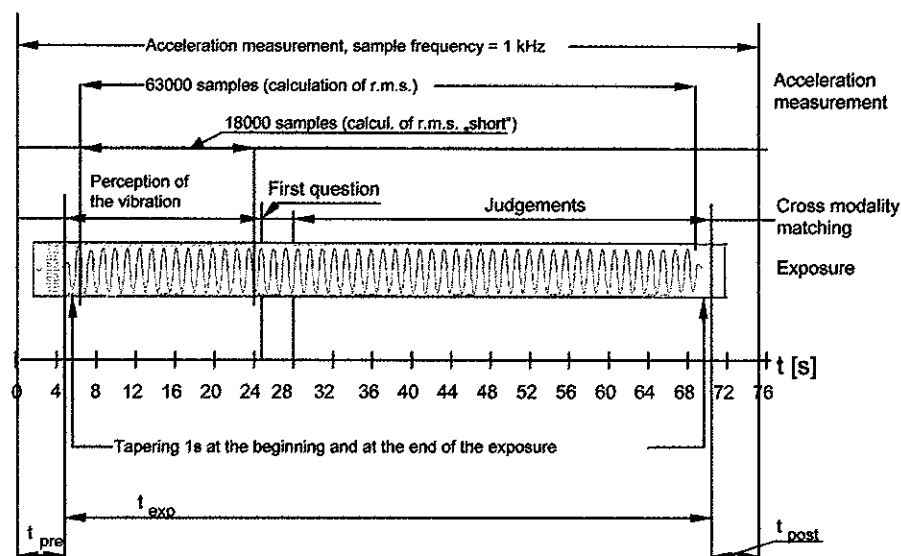 Acceleration measurement, sample frequency = 1 kHz
63000 samples (calculation of r.m.s.)
Acceleration
measurement
18000 samples (calcul. of r.m.s. „short")
Perception of
the vibration
First question
Judgements
Cross modality
matching
Exposure
t [s]
0 4 8 12 16 20 24 28 32 36 40 44 48 52 56 60 64 68 72 76
Tapering 1s at the beginning and at the end of the exposure
t exp
t pre
t post